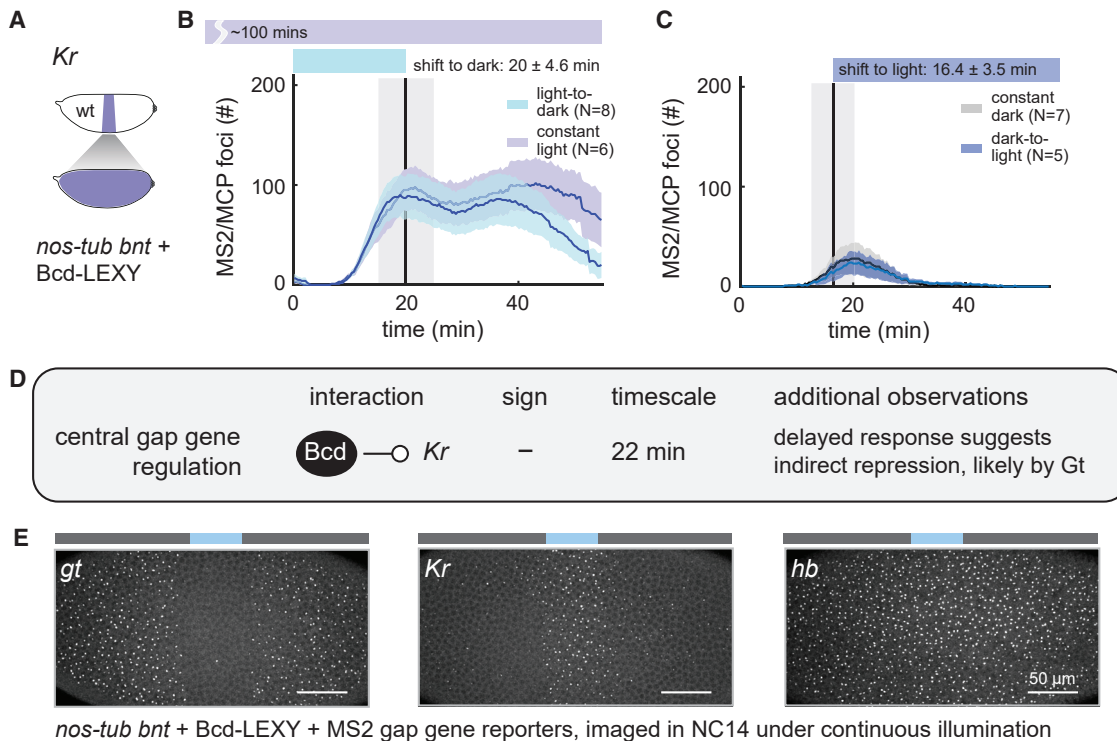 A
Kr
wt
nos-tub bnt +
Bcd-LEXY
B
~100 mins
shift to dark: 20 ± 4.6 min
light-to-
dark (N=8)
constant
light (N=6)
200
100
0
MS2/MCP foci (#)
0
20
40
time (min)
C
shift to light: 16.4 ± 3.5 min
constant
dark (N=7)
dark-to-
light (N=5)
200
100
0
MS2/MCP foci (#)
0
20
40
time (min)
D
interaction sign timescale additional observations
central gap gene
regulation
Bcd Kr – 22 min
delayed response suggests
indirect repression, likely by Gt
E
gt
Kr
hb
50 µm
nos-tub bnt + Bcd-LEXY + MS2 gap gene reporters, imaged in NC14 under continuous illumination